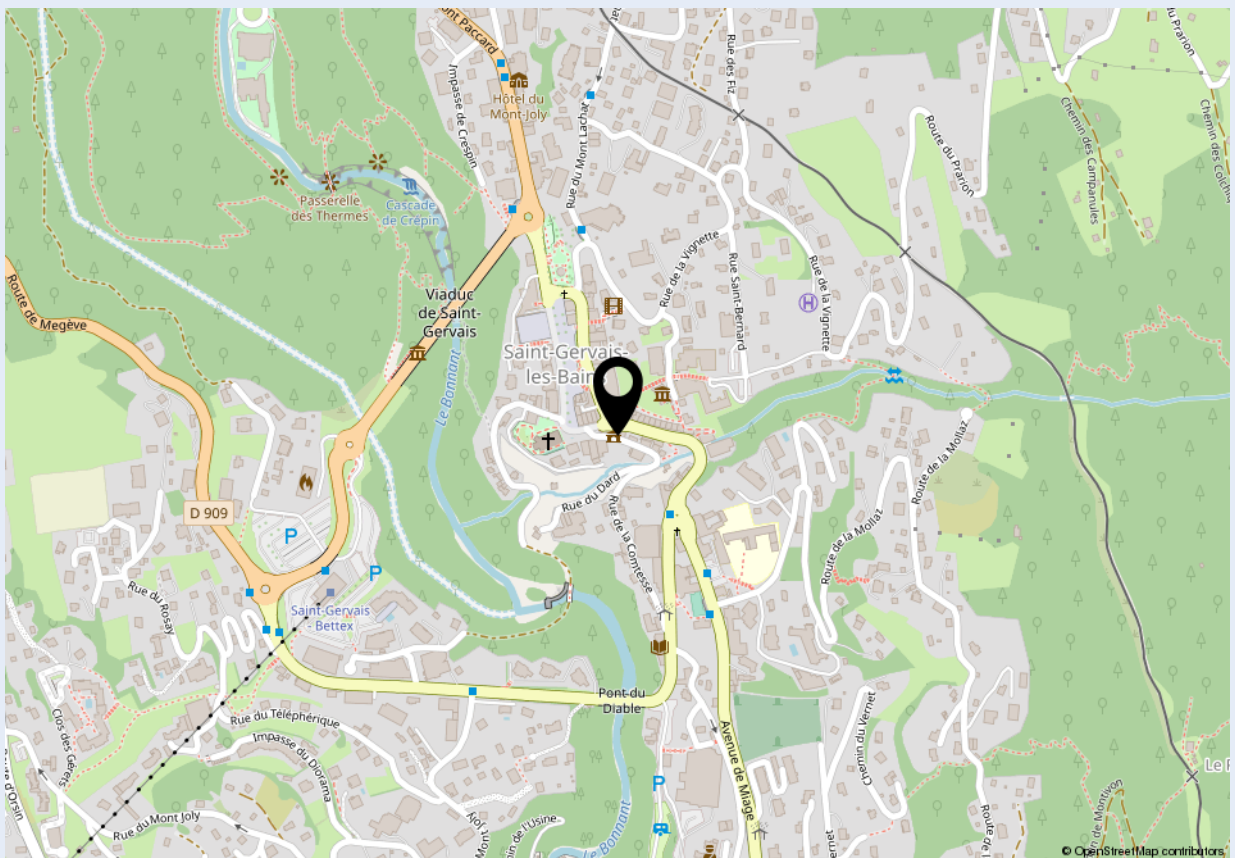 ont Paccard
Impasse de Crespin
Hôtel du
Mont-Joly
Rue du Mont Lachat
Rue des Fiz
du Prarion
Route du Prarion
Chemin des Campanules
Passerelle
des Thermes
Cascade
de Crépin
Route de Megève
Viaduc
de Saint-
Gervais
Le Bonnant
Rue de la Vignette
Rue Saint-Bernard
Rue de la Vignette
H
Saint-Gervais-
les-Bains
D 909
P
P
Rue du Dard
Rue de la Comtesse
Route de la Mollaz
Route de la Mollaz
Rue du Rosay
Saint-Gervais
- Bettex
Pont du
Diable
Rue du Téléphérique
Impasse du Diorama
Clos des Gérats
Rue du Mont Joly
Avenue de Miage
Chemin du Vernet
P
Le Bonnant
© OpenStreetMap contributors